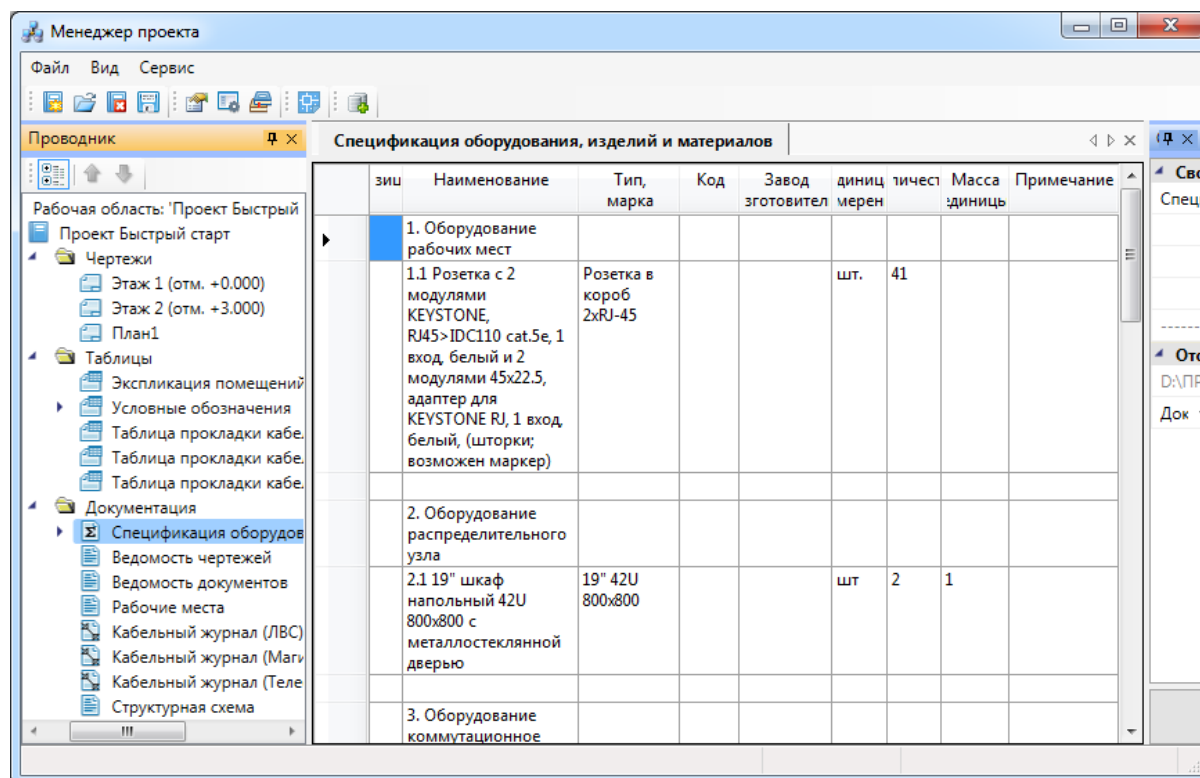 Менеджер проекта
Файл Вид Сервис
Проводник
Рабочая область: 'Проект Быстрый
Проект Быстрый старт
Чертежи
Этаж 1 (отм. +0.000)
Этаж 2 (отм. +3.000)
План1
Таблицы
Экспликация помещений
Условные обозначения
Таблица прокладки кабе.
Таблица прокладки кабе.
Таблица прокладки кабе.
Документация
Спецификация оборудов
Ведомость чертежей
Ведомость документов
Рабочие места
Кабельный журнал (ЛВС)
Кабельный журнал (Маги
Кабельный журнал (Теле
Структурная схема
Спецификация оборудования, изделий и материалов
зиц Наименование Тип, Код Завод диниц личест Масса Примечание
марка зготовител мерен единиць
1. Оборудование
рабочих мест
1.1 Розетка с 2 Розетка в шт. 41
модулями короб
KEYSTONE, 2xRJ-45
RJ45>IDC110 cat.5e, 1
вход, белый и 2
модулями 45x22.5,
адаптер для
KEYSTONE RJ, 1 вход,
белый, (шторки;
возможен маркер)
2. Оборудование
распределительного
узла
2.1 19" шкаф 19" 42U шт 2 1
напольный 42U 800x800
800x800 с
металлостеклянной
дверью
3. Оборудование
коммутационное
Сво
Спец
Ото
D:\ПР
Док